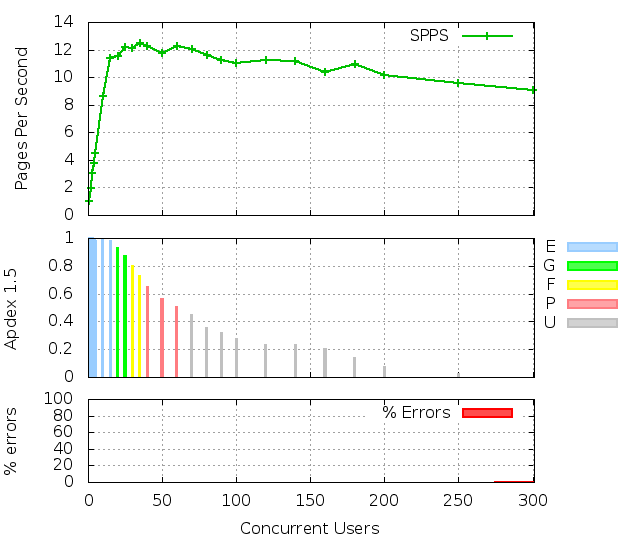 Pages Per Second
14
12
10
8
6
4
2
0
SPPS
Apdex 1.5
1
0.8
0.6
0.4
0.2
0
E
G
F
P
U
% errors
100
80
60
40
20
0
% Errors
0 50 100 150 200 250 300
Concurrent Users